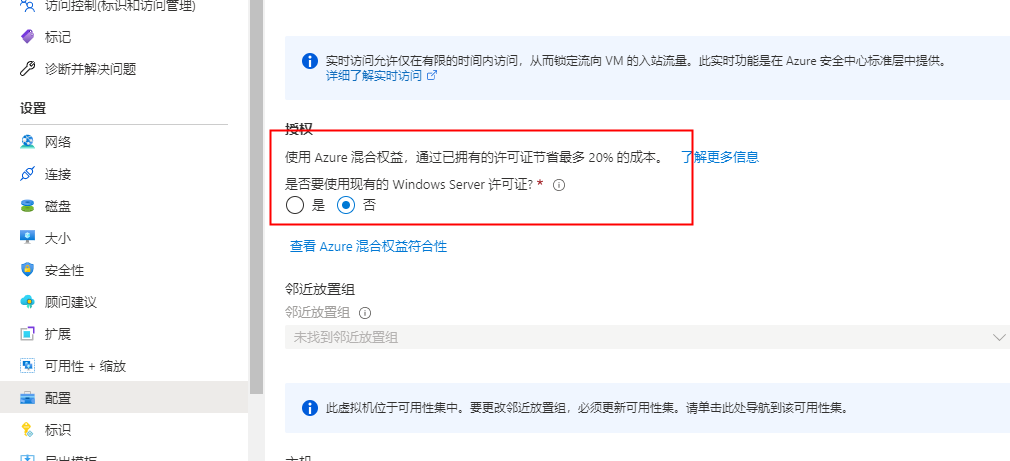 访问控制(标识和访问管理)
标记
诊断并解决问题
设置
网络
连接
磁盘
大小
安全性
顾问建议
扩展
可用性 + 缩放
配置
标识
导出模板
实时访问允许仅在有限的时间内访问，从而锁定流向 VM 的入站流量。此实时功能是在 Azure 安全中心标准层中提供。
详细了解实时访问
授权
使用 Azure 混合权益，通过已拥有的许可证节省最多 20% 的成本。 了解更多信息
是否要使用现有的 Windows Server 许可证? *
是 否
查看 Azure 混合权益符合性
邻近放置组
邻近放置组
未找到邻近放置组
此虚拟机位于可用性集中。要更改邻近放置组，必须更新可用性集。请单击此处导航到该可用性集。
主机